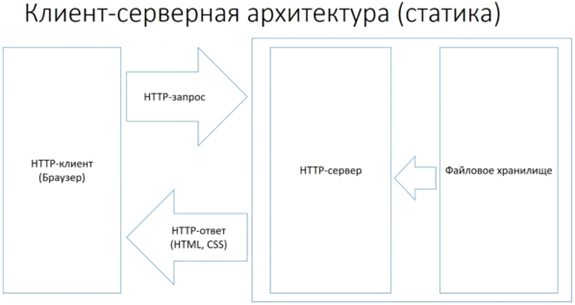 Клиент-серверная архитектура (статика)
HTTP-клиент
(Браузер)
HTTP-запрос
HTTP-ответ
(HTML, CSS)
HTTP-сервер
Файловое хранилище